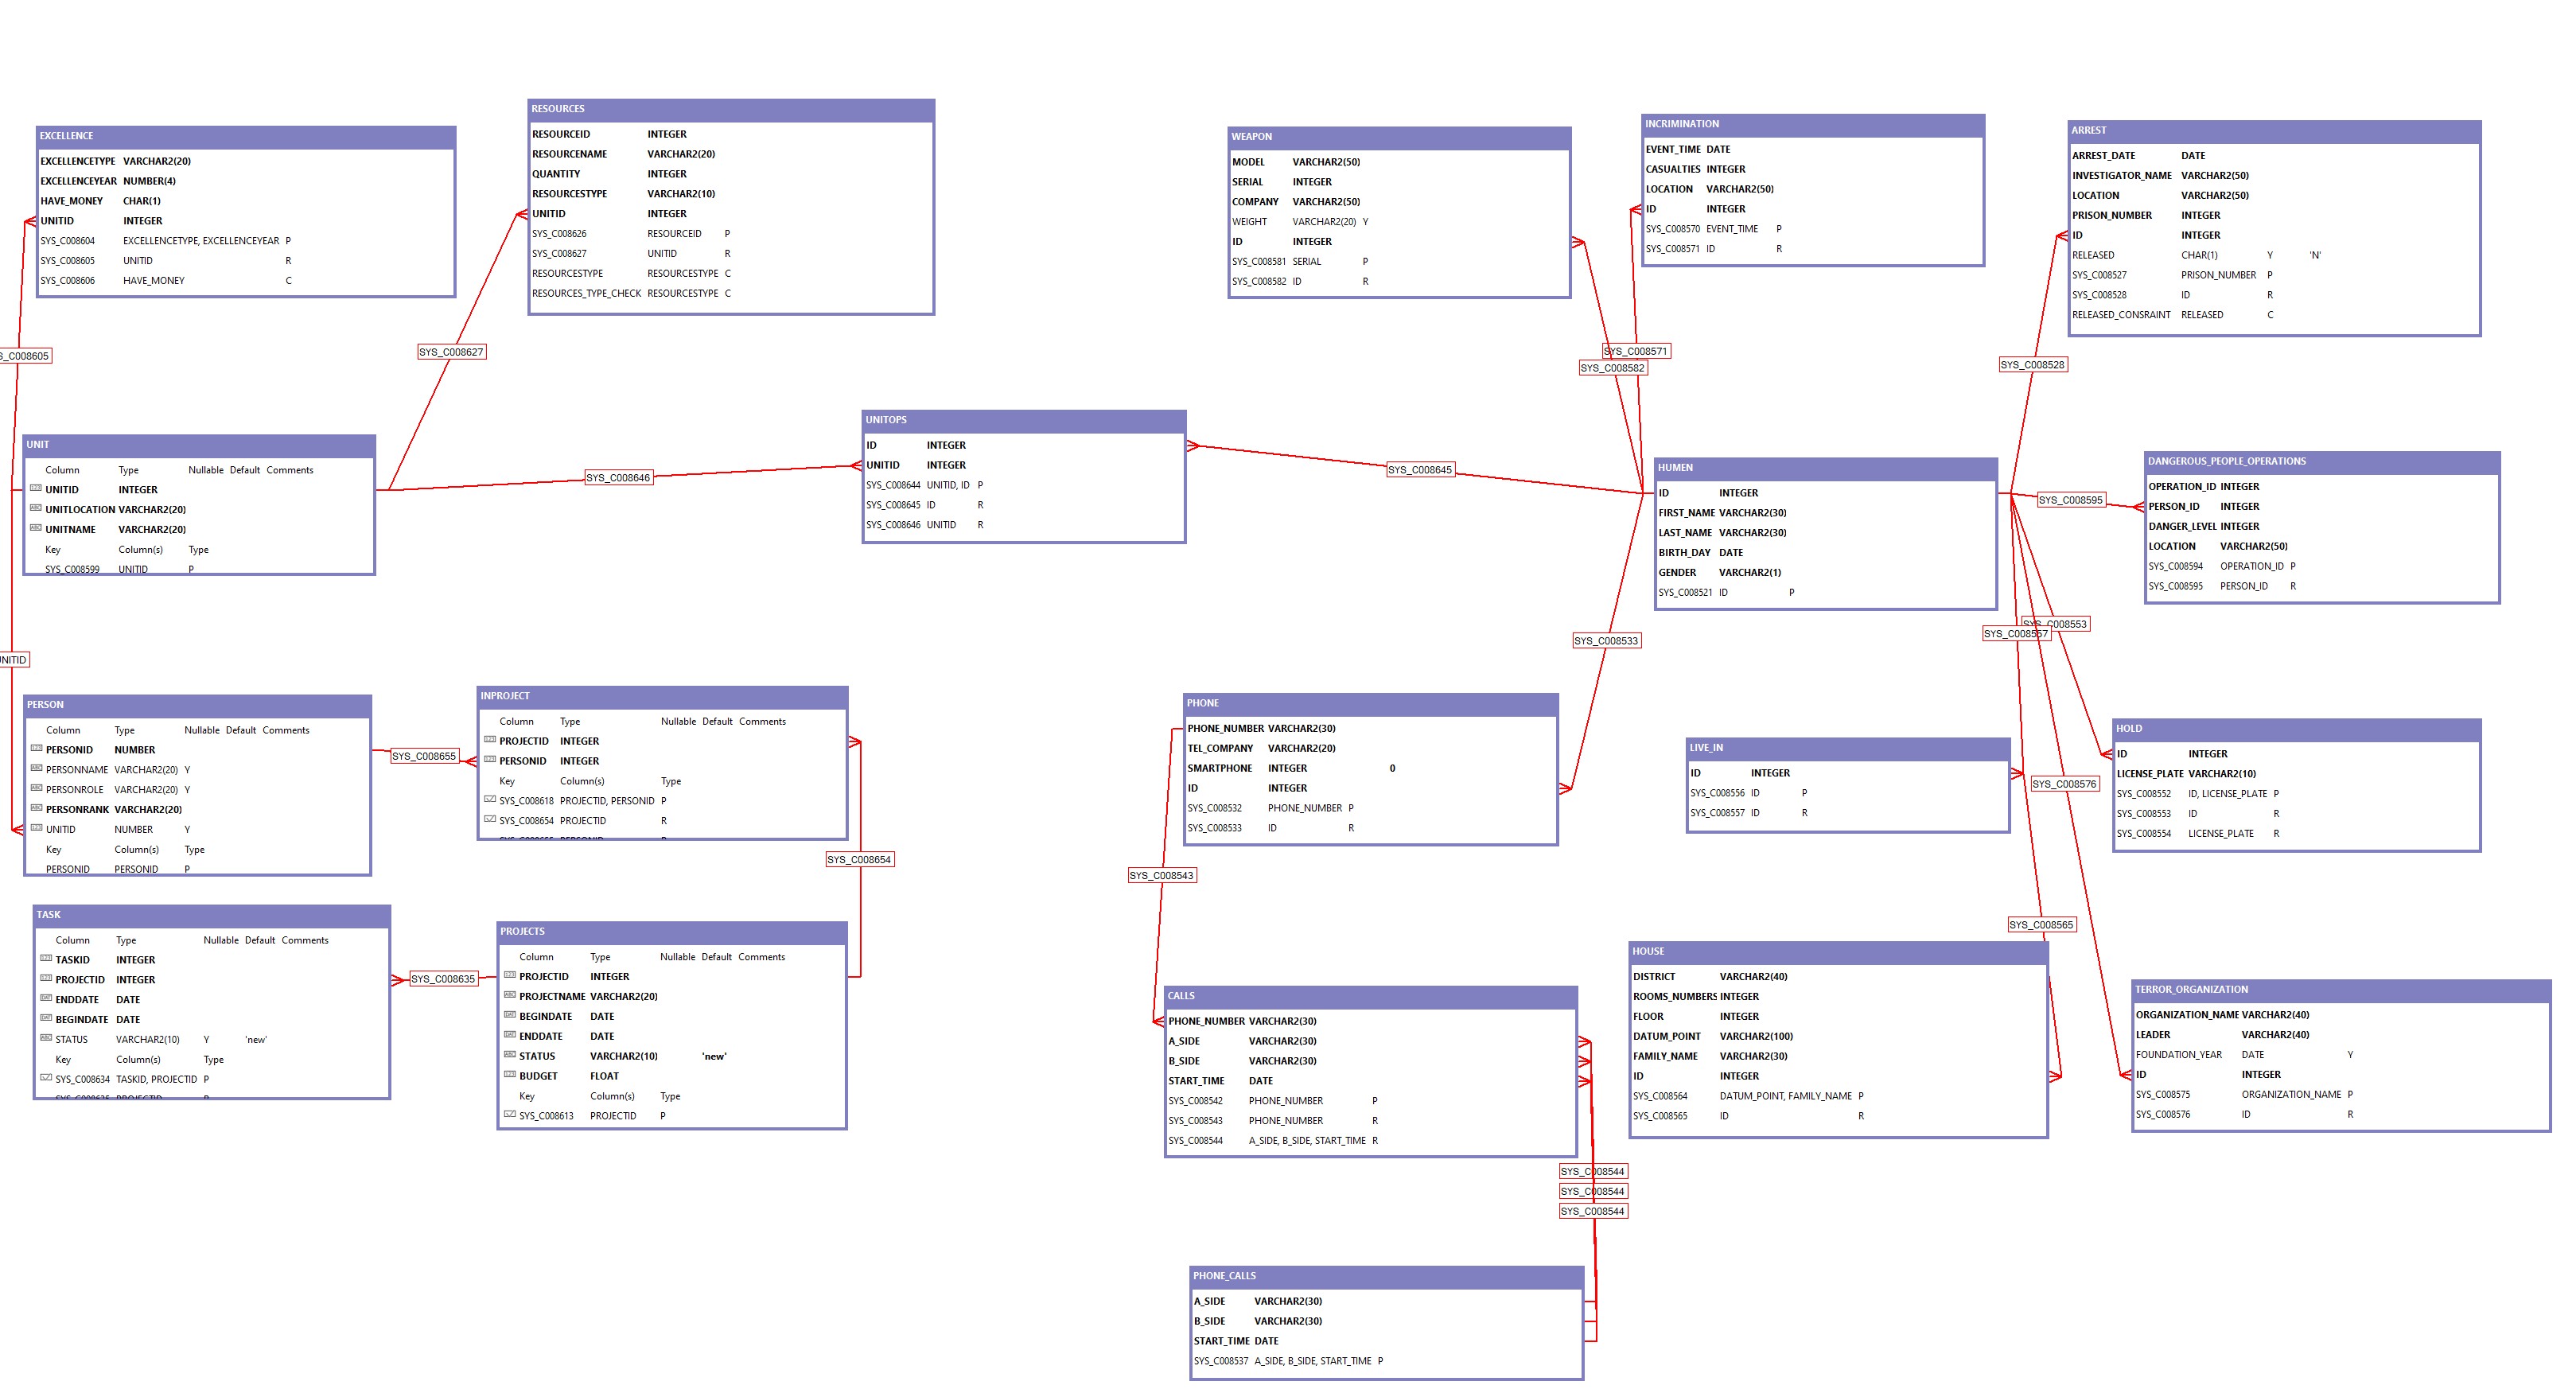 EXCELLENCE
EXCELLENCETYPE VARCHAR2(20)
EXCELLENCEYEAR NUMBER(4)
HAVE_MONEY CHAR(1)
UNITID INTEGER
SYS_C008604 EXCELLENCETYPE, EXCELLENCEYEAR P
SYS_C008605 UNITID R
SYS_C008606 HAVE_MONEY C
RESOURCES
RESOURCEID INTEGER
RESOURCENAME VARCHAR2(20)
QUANTITY INTEGER
RESOURCESTYPE VARCHAR2(10)
UNITID INTEGER
SYS_C008626 RESOURCEID P
SYS_C008627 UNITID R
RESOURCESTYPE RESOURCESTYPE C
RESOURCES_TYPE_CHECK RESOURCESTYPE C
WEAPON
MODEL VARCHAR2(50)
SERIAL INTEGER
COMPANY VARCHAR2(50)
WEIGHT VARCHAR2(20) Y
ID INTEGER
SYS_C008581 SERIAL P
SYS_C008582 ID R
INCRIMINATION
EVENT_TIME DATE
CASUALTIES INTEGER
LOCATION VARCHAR2(50)
ID INTEGER
SYS_C008570 EVENT_TIME P
SYS_C008571 ID R
ARREST
ARREST_DATE DATE
INVESTIGATOR_NAME VARCHAR2(50)
LOCATION VARCHAR2(50)
PRISON_NUMBER INTEGER
ID INTEGER
RELEASED CHAR(1) Y 'N'
SYS_C008527 PRISON_NUMBER P
SYS_C008528 ID R
RELEASED_CONSRAINT RELEASED C
S_C008605
SYS_C008627
SYS_C008571
SYS_C008582
SYS_C008528
UNIT
Column Type Nullable Default Comments
UNITID INTEGER
UNITLOCATION VARCHAR2(20)
UNITNAME VARCHAR2(20)
Key Column(s) Type
SYS_C008599 UNITID P
SYS_C008646
UNITOPS
ID INTEGER
UNITID INTEGER
SYS_C008644 UNITID, ID P
SYS_C008645 ID R
SYS_C008646 UNITID R
SYS_C008645
HUMEN
ID INTEGER
FIRST_NAME VARCHAR2(30)
LAST_NAME VARCHAR2(30)
BIRTH_DAY DATE
GENDER VARCHAR2(1)
SYS_C008521 ID P
SYS_C008595
DANGEROUS_PEOPLE_OPERATIONS
OPERATION_ID INTEGER
PERSON_ID INTEGER
DANGER_LEVEL INTEGER
LOCATION VARCHAR2(50)
SYS_C008594 OPERATION_ID P
SYS_C008595 PERSON_ID R
SYS_C008553
SYS_C008557
SYS_C008533
NITID
PERSON
Column Type Nullable Default Comments
PERSONID NUMBER
PERSONNAME VARCHAR2(20) Y
PERSONROLE VARCHAR2(20) Y
PERSONRANK VARCHAR2(20)
UNITID NUMBER Y
Key Column(s) Type
PERSONID PERSONID P
SYS_C008655
INPROJECT
Column Type Nullable Default Comments
PROJECTID INTEGER
PERSONID INTEGER
Key Column(s) Type
SYS_C008618 PROJECTID, PERSONID P
SYS_C008654 PROJECTID R
SYS_C008654
PHONE
PHONE_NUMBER VARCHAR2(30)
TEL_COMPANY VARCHAR2(20)
SMARTPHONE INTEGER 0
ID INTEGER
SYS_C008532 PHONE_NUMBER P
SYS_C008533 ID R
LIVE_IN
ID INTEGER
SYS_C008556 ID P
SYS_C008557 ID R
SYS_C008576
HOLD
ID INTEGER
LICENSE_PLATE VARCHAR2(10)
SYS_C008552 ID, LICENSE_PLATE P
SYS_C008553 ID R
SYS_C008554 LICENSE_PLATE R
SYS_C008543
SYS_C008565
TASK
Column Type Nullable Default Comments
TASKID INTEGER
PROJECTID INTEGER
ENDDATE DATE
BEGINDATE DATE
STATUS VARCHAR2(10) Y 'new'
Key Column(s) Type
SYS_C008634 TASKID, PROJECTID P
SYS_C008635
PROJECTS
Column Type Nullable Default Comments
PROJECTID INTEGER
PROJECTNAME VARCHAR2(20)
BEGINDATE DATE
ENDDATE DATE
STATUS VARCHAR2(10) 'new'
BUDGET FLOAT
Key Column(s) Type
SYS_C008613 PROJECTID P
CALLS
PHONE_NUMBER VARCHAR2(30)
A_SIDE VARCHAR2(30)
B_SIDE VARCHAR2(30)
START_TIME DATE
SYS_C008542 PHONE_NUMBER P
SYS_C008543 PHONE_NUMBER R
SYS_C008544 A_SIDE, B_SIDE, START_TIME R
HOUSE
DISTRICT VARCHAR2(40)
ROOMS_NUMBERS INTEGER
FLOOR INTEGER
DATUM_POINT VARCHAR2(100)
FAMILY_NAME VARCHAR2(30)
ID INTEGER
SYS_C008564 DATUM_POINT, FAMILY_NAME P
SYS_C008565 ID R
TERROR_ORGANIZATION
ORGANIZATION_NAME VARCHAR2(40)
LEADER VARCHAR2(40)
FOUNDATION_YEAR DATE Y
ID INTEGER
SYS_C008575 ORGANIZATION_NAME P
SYS_C008576 ID R
SYS_C008544
SYS_C008544
SYS_C008544
PHONE_CALLS
A_SIDE VARCHAR2(30)
B_SIDE VARCHAR2(30)
START_TIME DATE
SYS_C008537 A_SIDE, B_SIDE, START_TIME P